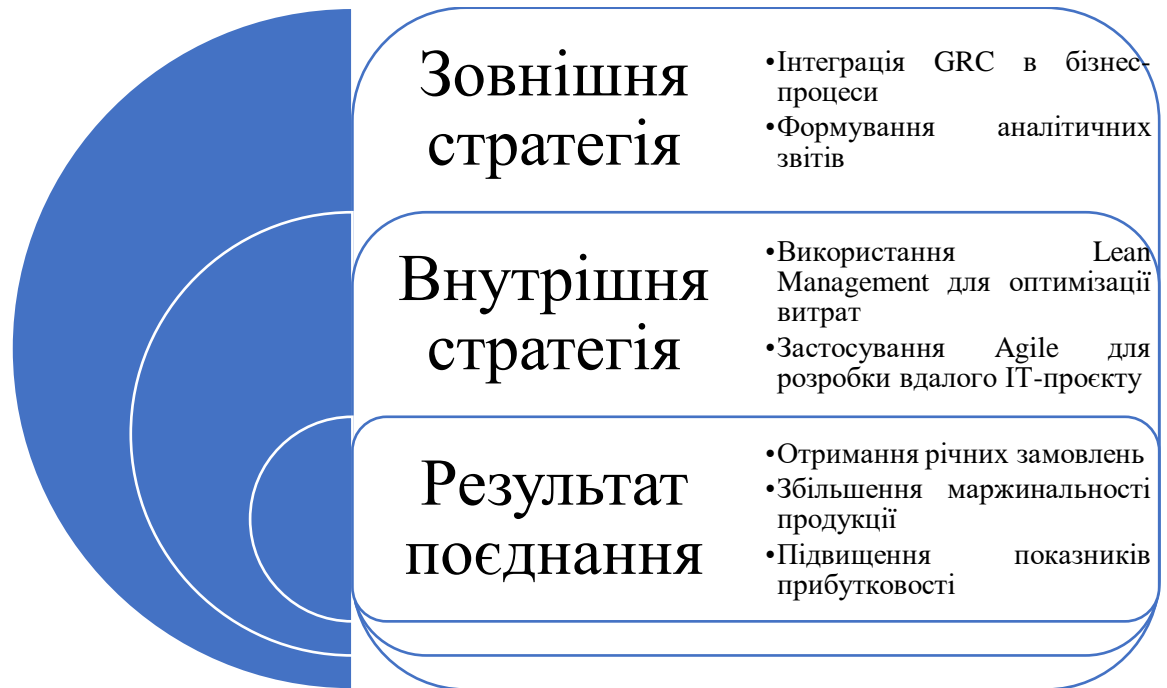 Зовнішня
стратегія
•Інтеграція GRC в бізнес-
процеси
•Формування аналітичних
звітів
Внутрішня
стратегія
•Використання Lean
Management для оптимізації
витрат
•Застосування Agile для
розробки вдалого ІТ-проєкту
Результат
поєднання
•Отримання річних замовлень
•Збільшення маржинальності
продукції
•Підвищення показників
прибутковості